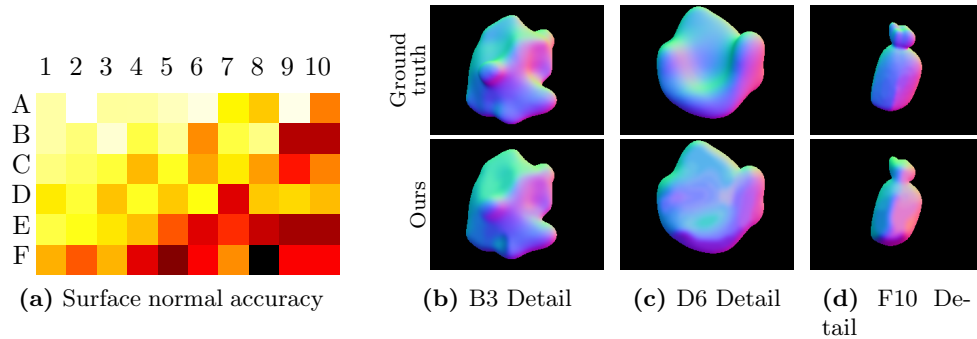 1 2 3 4 5 6 7 8 9 10
A
B
C
D
E
F
(a) Surface normal accuracy
Ground
truth
Ours
(b) B3 Detail
(c) D6 Detail
(d) F10 De-
tail